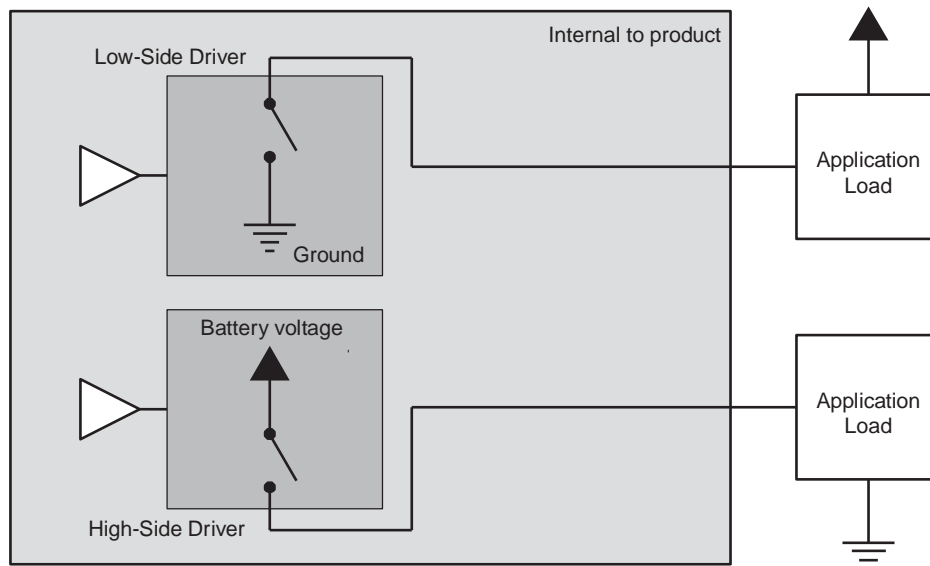 Internal to product
Low-Side Driver
Ground
Application
Load
Battery voltage
High-Side Driver
Application
Load